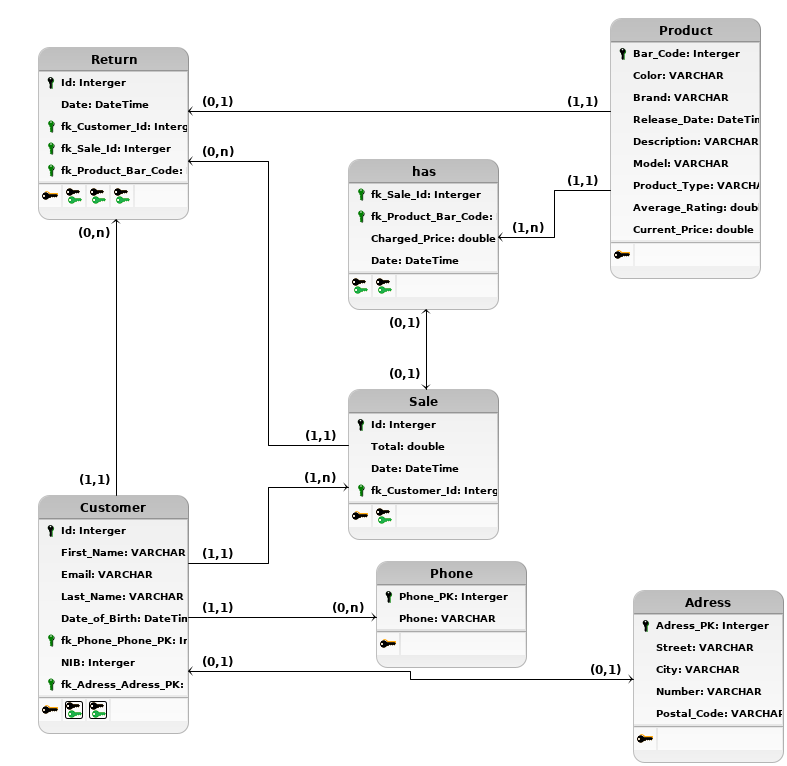 Return
Id: Interger
Date: DateTime
fk_Customer_Id: Interg
fk_Sale_Id: Interger
fk_Product_Bar_Code:
Product
Bar_Code: Interger
Color: VARCHAR
Brand: VARCHAR
Release_Date: DateTin
Description: VARCHAR
Model: VARCHAR
Product_Type: VARCHA
Average_Rating: doubl
Current_Price: double
(0,1)
(1,1)
(0,n)
(1,1)
(1,n)
has
fk_Sale_Id: Interger
fk_Product_Bar_Code:
Charged_Price: double
Date: DateTime
(0,n)
(0,1)
(0,1)
Sale
Id: Interger
Total: double
Date: DateTime
fk_Customer_Id: Interg
(1,1)
(1,n)
(1,1)
Customer
Id: Interger
First_Name: VARCHAR
Email: VARCHAR
Last_Name: VARCHAR
Date_of_Birth: DateTin
fk_Phone_Phone_PK: Ir
NIB: Interger
fk_Adress_Adress_PK:
(1,1)
(1,1)
(0,n)
(0,1)
(0,1)
Phone
Phone_PK: Interger
Phone: VARCHAR
Adress
Adress_PK: Interger
Street: VARCHAR
City: VARCHAR
Number: VARCHAR
Postal_Code: VARCHAR